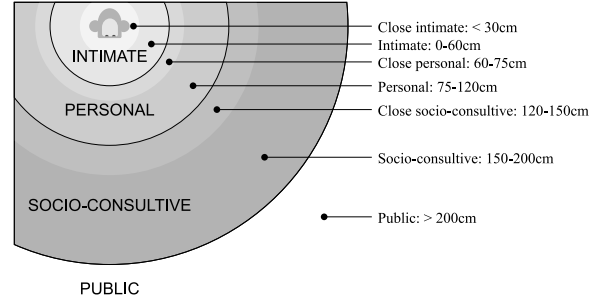 Close intimate: < 30cm
Intimate: 0-60cm
INTIMATE
Close personal: 60-75cm
Personal: 75-120cm
PERSONAL
Close socio-consultive: 120-150cm
Socio-consultive: 150-200cm
SOCIO-CONSULTIVE
Public: > 200cm
PUBLIC